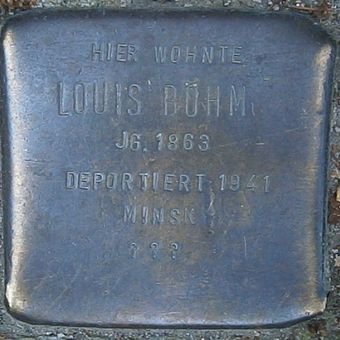 HIER WOHNTE
LOUIS BÖHM
JG. 1863
DEPORTIERT 1941
MINSK
???